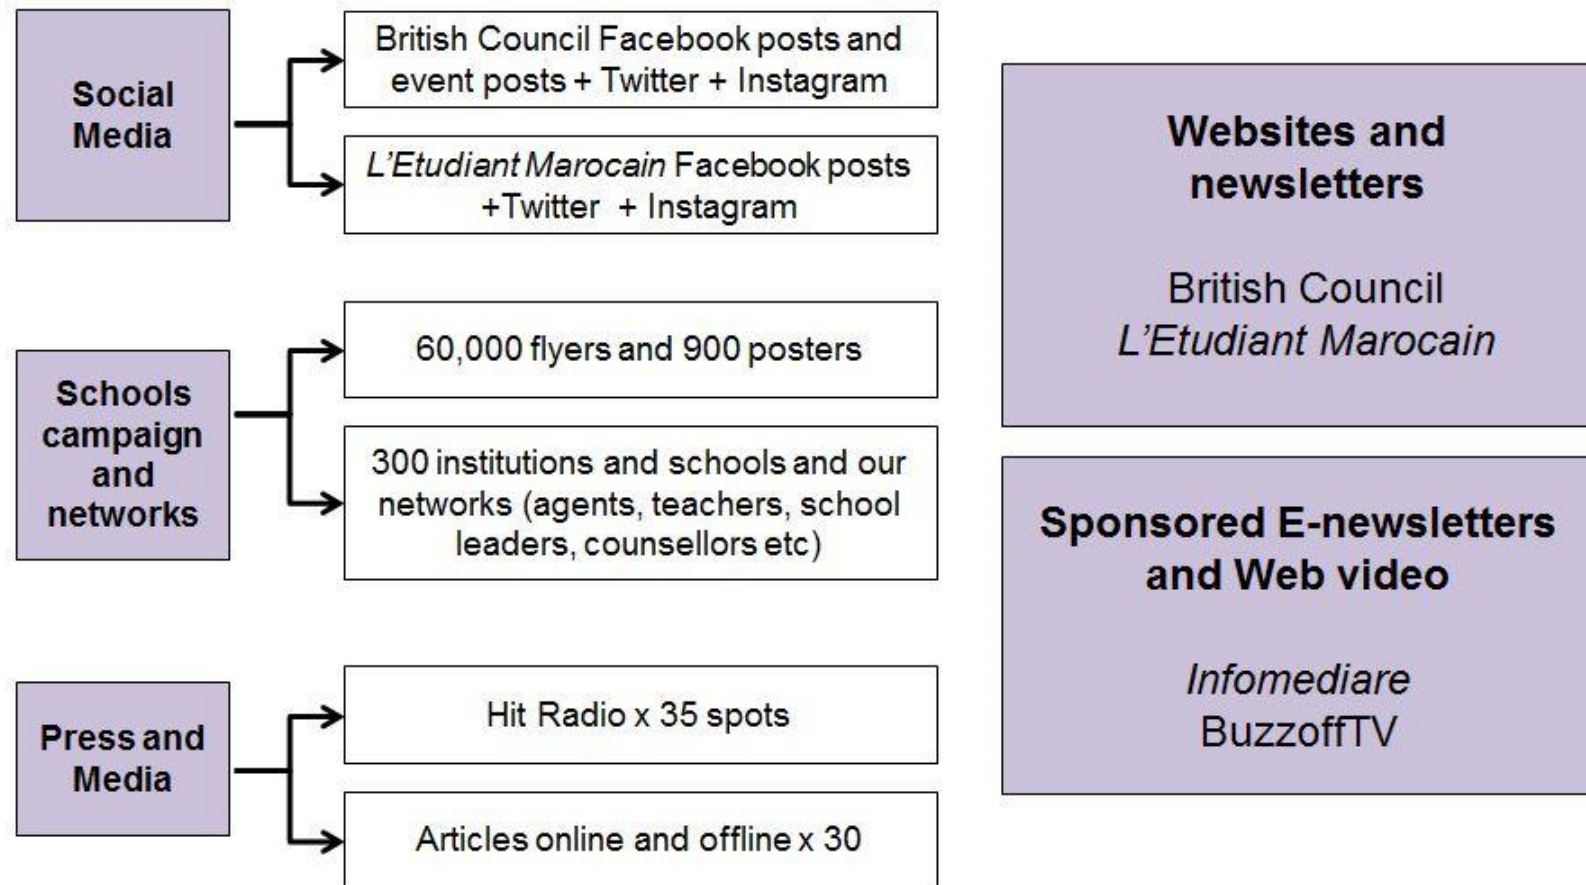 Social
Media
British Council Facebook posts and
event posts + Twitter + Instagram
L'Etudiant Marocain Facebook posts
+Twitter + Instagram
Schools
campaign
and
networks
60,000 flyers and 900 posters
300 institutions and schools and our
networks (agents, teachers, school
leaders, counsellors etc)
Press and
Media
Hit Radio x 35 spots
Articles online and offline x 30
Websites and
newsletters
British Council
L'Etudiant Marocain
Sponsored E-newsletters
and Web video
Infomediare
BuzzoffTV